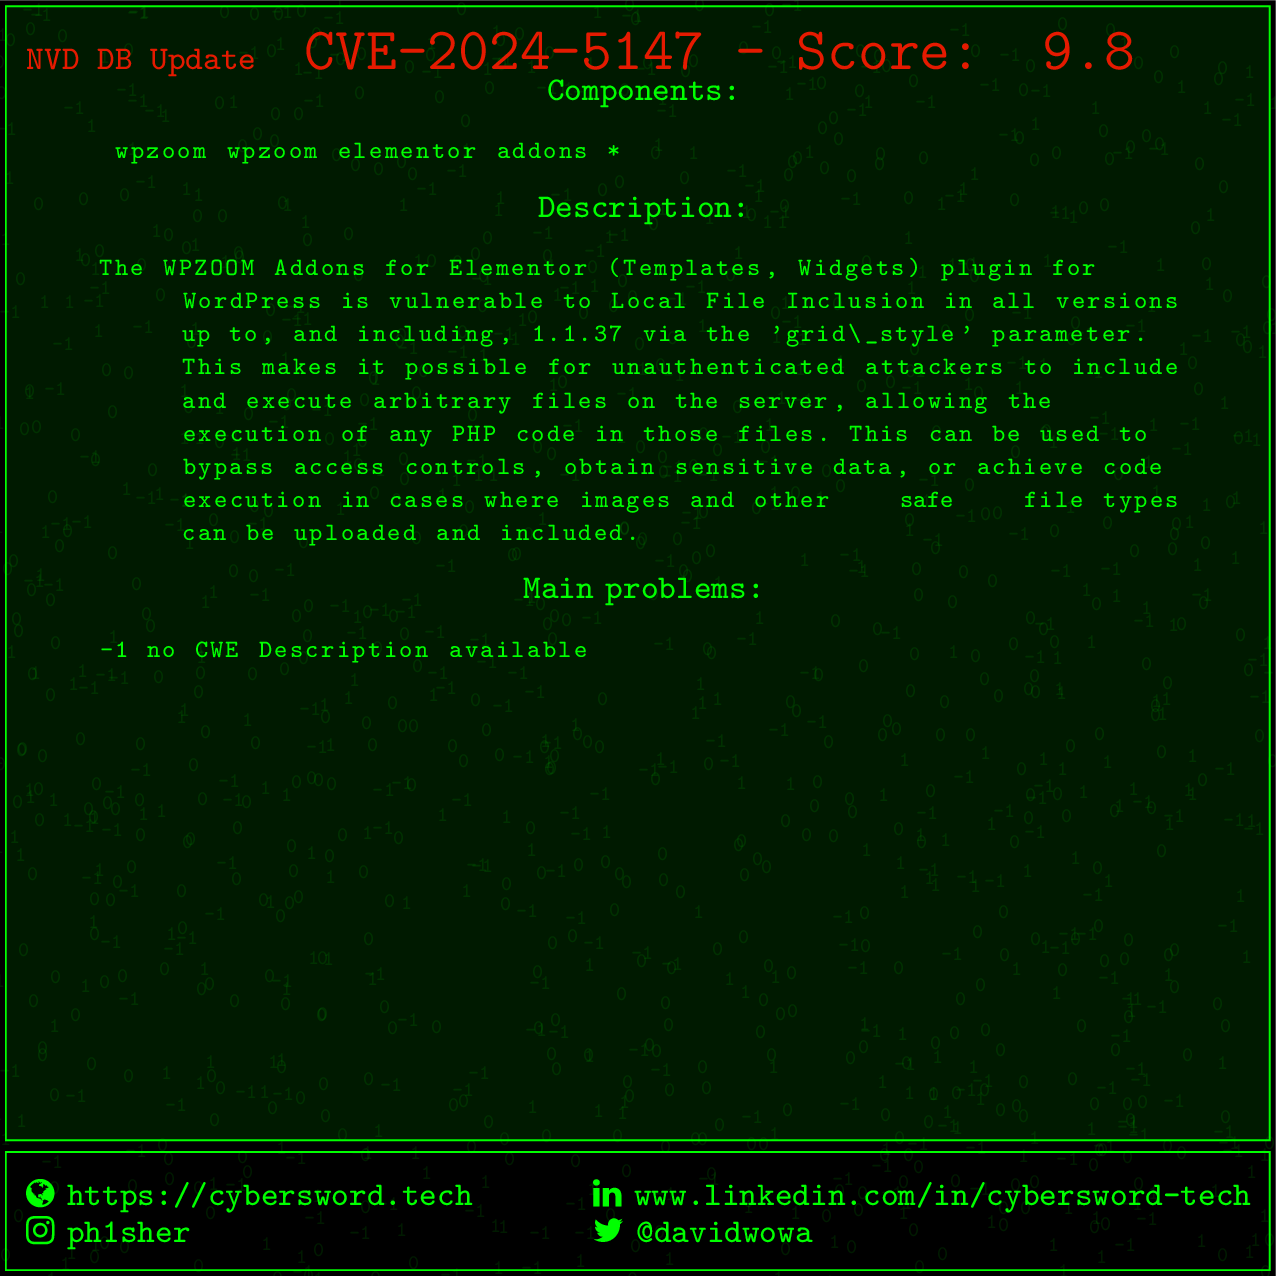 NVD DB Update CVE-2024-5147 - Score: 9.8
Components:
wpzoom wpzoom elementor addons *
Description:
The WPZOOM Addons for Elementor (Templates, Widgets) plugin for
WordPress is vulnerable to Local File Inclusion in all versions
up to, and including, 1.1.37 via the 'grid\_style' parameter.
This makes it possible for unauthenticated attackers to include
and execute arbitrary files on the server, allowing the
execution of any PHP code in those files. This can be used to
bypass access controls, obtain sensitive data, or achieve code
execution in cases where images and other safe file types
can be uploaded and included.
Main problems:
-1 no CWE Description available
https://cybersword.tech www.linkedin.com/in/cybersword-tech
ph1sher @davidwowa